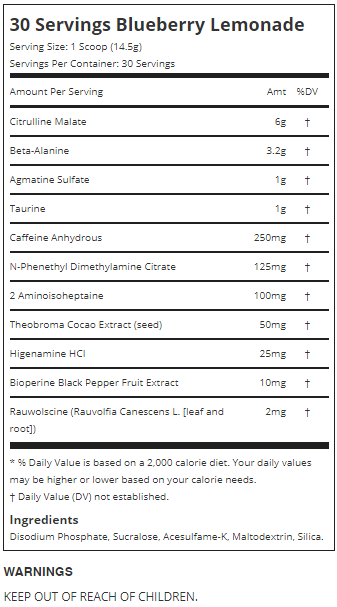 30 Servings Blueberry Lemonade
Serving Size: 1 Scoop (14.5g)
Servings Per Container: 30 Servings
Amount Per Serving Amt %DV
Citrulline Malate 6g †
Beta-Alanine 3.2g †
Agmatine Sulfate 1g †
Taurine 1g †
Caffeine Anhydrous 250mg †
N-Phenethyl Dimethylamine Citrate 125mg †
2 Aminoisoheptaine 100mg †
Theobroma Cocao Extract (seed) 50mg †
Higenamine HCl 25mg †
Bioperine Black Pepper Fruit Extract 10mg †
Rauwolscine (Rauvolfia Canescens L. [leaf and 2mg †
root])
* % Daily Value is based on a 2,000 calorie diet. Your daily values
may be higher or lower based on your calorie needs.
† Daily Value (DV) not established.
Ingredients
Disodium Phosphate, Sucralose, Acesulfame-K, Maltodextrin, Silica.
WARNINGS
KEEP OUT OF REACH OF CHILDREN.